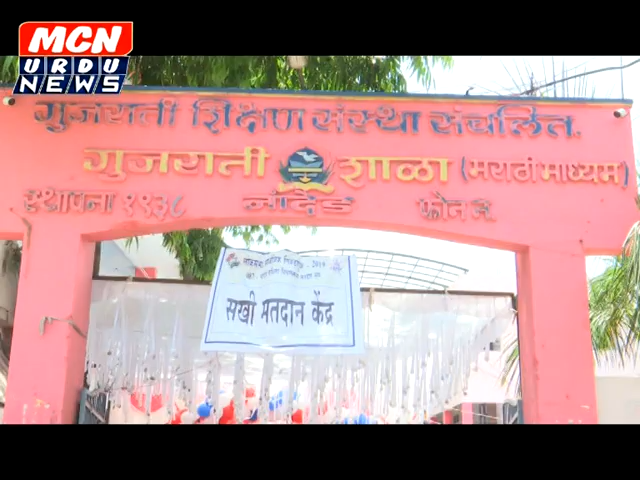 MCN
URDU
NEWS
गुजराती शिक्षण संस्था संचलित.
गुजराती शाळा (मराठी माध्यम)
स्थापना १९३८ नांदेड फोन नं.
सखी मतदान केंद्र